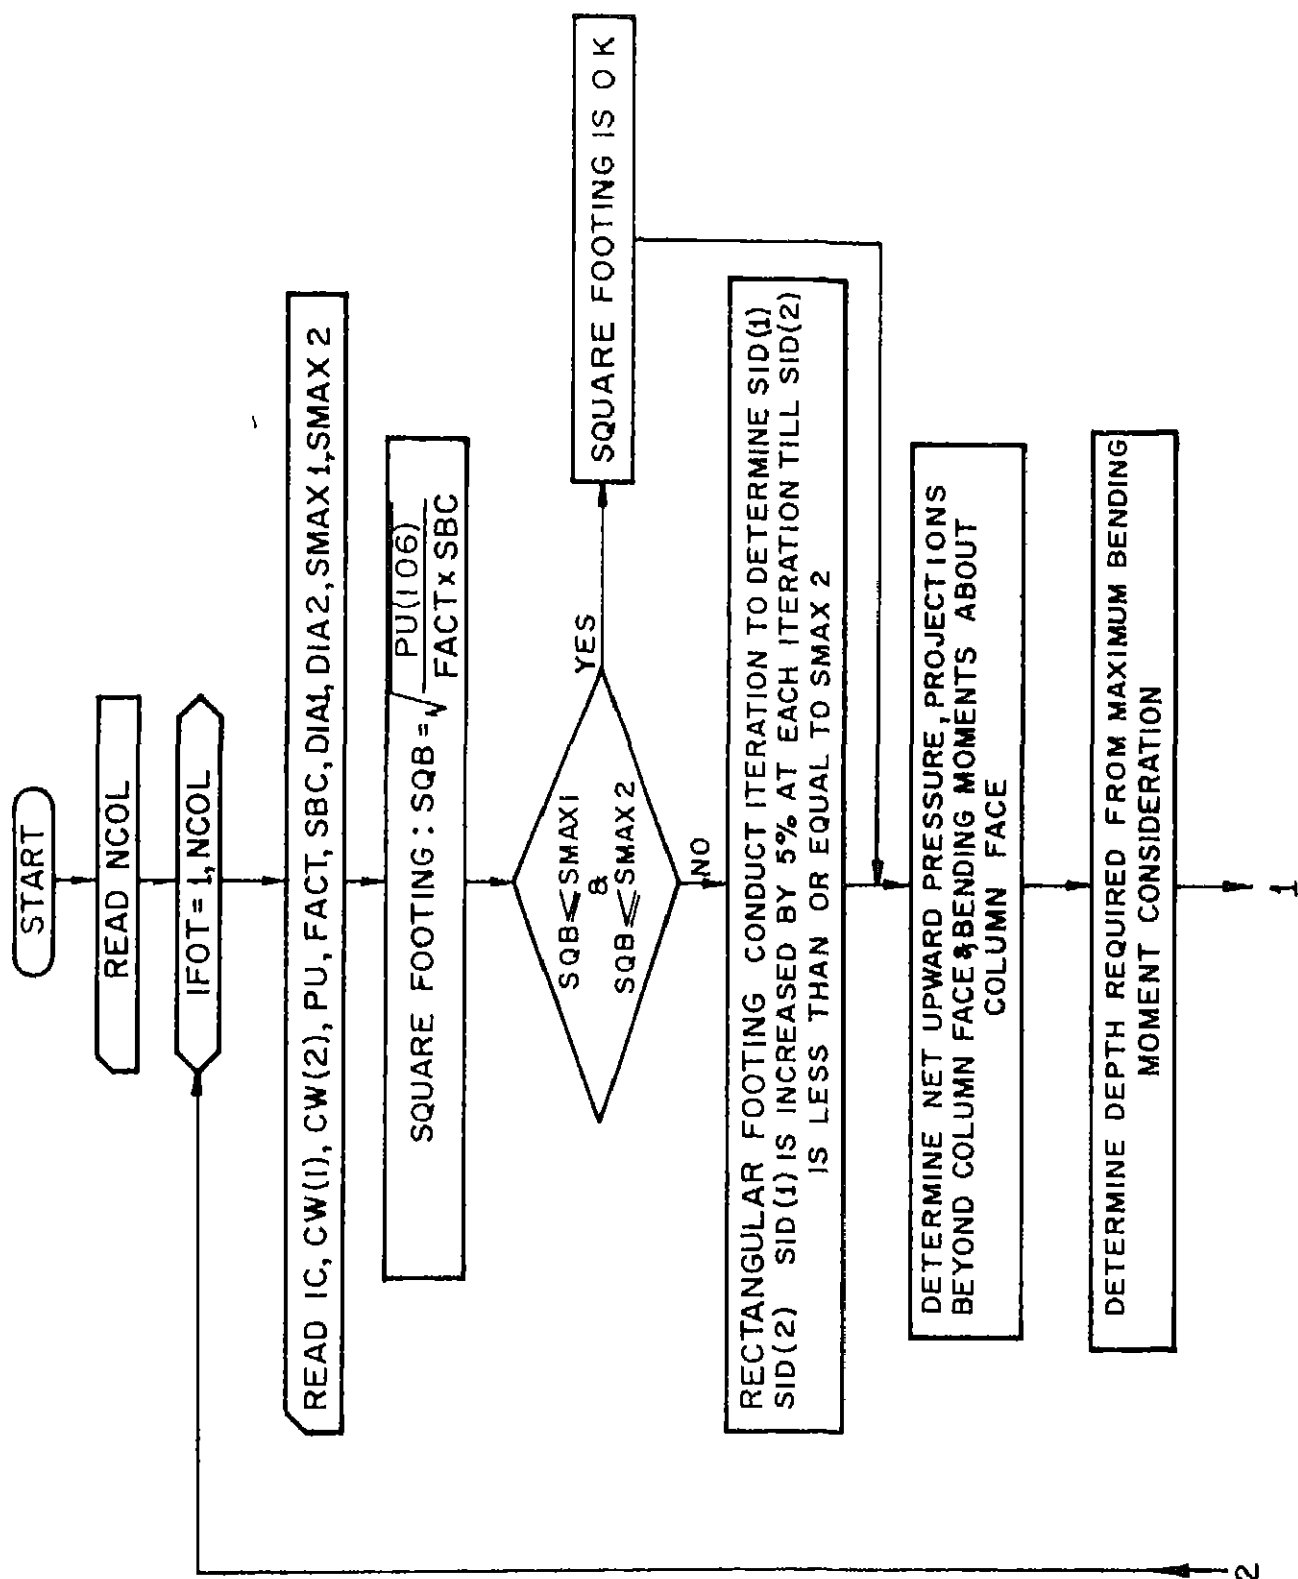 START
READ NCOL
IFOT = 1, NCOL
READ IC, CW(1), CW(2), PU, FACT, SBC, DIA1, DIA2, SMAX 1, SMAX 2
SQUARE FOOTING : SQB = √ PU(106)
FACT x SBC
SQB ≤ SMAX1
&
SQB ≤ SMAX 2
YES
SQUARE FOOTING IS OK
NO
RECTANGULAR FOOTING CONDUCT ITERATION TO DETERMINE SID(1)
SID(2) SID(1) IS INCREASED BY 5% AT EACH ITERATION TILL SID(2)
IS LESS THAN OR EQUAL TO SMAX 2
DETERMINE NET UPWARD PRESSURE, PROJECTIONS
BEYOND COLUMN FACE & BENDING MOMENTS ABOUT
COLUMN FACE
DETERMINE DEPTH REQUIRED FROM MAXIMUM BENDING
MOMENT CONSIDERATION
1
2